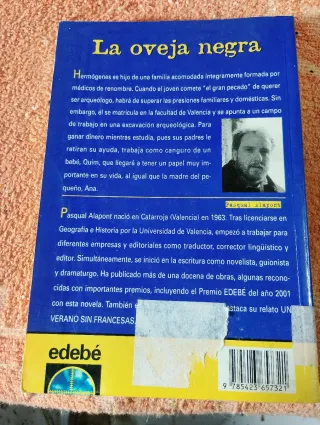 La oveja negra
Hermógenes es hijo de una familia acomodada íntegramente formada por
médicos de renombre. Cuando el joven comete "el gran pecado" de querer
ser arqueólogo, habrá de superar las presiones familiares y domésticas. Sin
embargo, él se matricula en la facultad de Valencia y se apunta a un campo
de trabajo en una excavación arqueológica. Para
ganar dinero mientras estudia, pues sus padres le
retiran su ayuda, trabaja como canguro de un
bebé, Quim, que llegará a tener un papel muy im-
portante en su vida, al igual que la madre del pe-
queño, Ana.
Pasqual Alapont
Pasqual Alapont nació en Catarroja (Valencia) en 1963. Tras licenciarse en
Geografía e Historia por la Universidad de Valencia, empezó a trabajar para
diferentes empresas y editoriales como traductor, corrector lingüístico y
editor. Simultáneamente, se inició en la escritura como novelista, guionista
y dramaturgo. Ha publicado más de una docena de obras, algunas recono-
cidas con importantes premios, incluyendo el Premio EDEBÉ del año 2001
con esta novela. También staca su relato UN
VERANO SIN FRANCESAS.
edebé
9 785423 657321